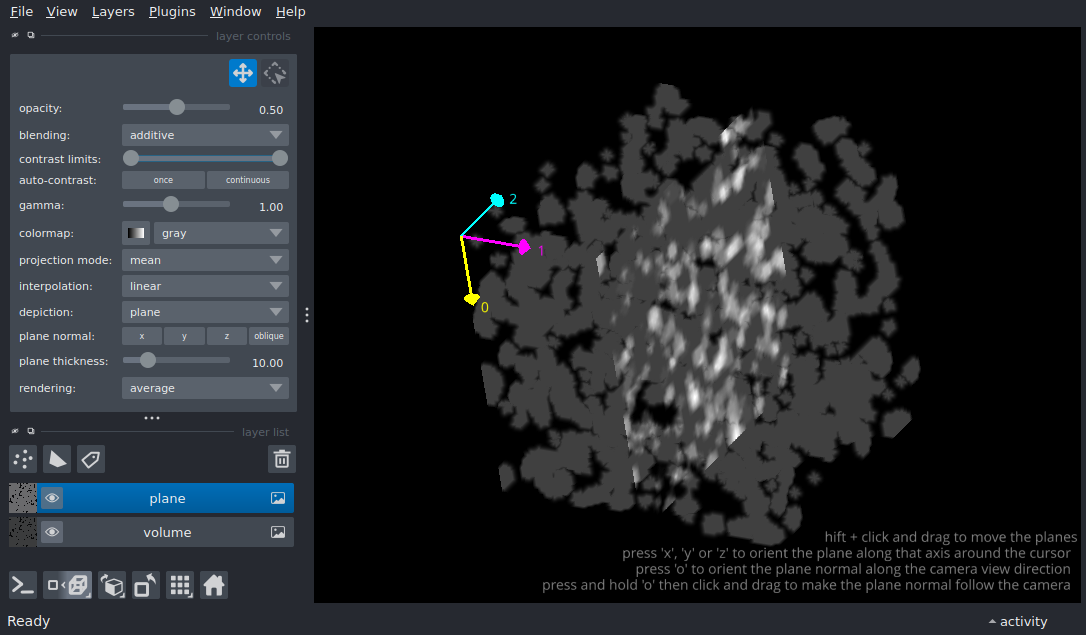 File View Layers Plugins Window Help
layer controls
opacity: 0.50
blending: additive
contrast limits:
auto-contrast: once continuous
gamma: 1.00
colormap: gray
projection mode: mean
interpolation: linear
depiction: plane
plane normal: x y z oblique
plane thickness: 10.00
rendering: average
layer list
plane
volume
2
1
0
hift + click and drag to move the planes
press 'x', 'y' or 'z' to orient the plane along that axis around the cursor
press 'o' to orient the plane normal along the camera view direction
press and hold 'o' then click and drag to make the plane normal follow the camera
Ready
activity